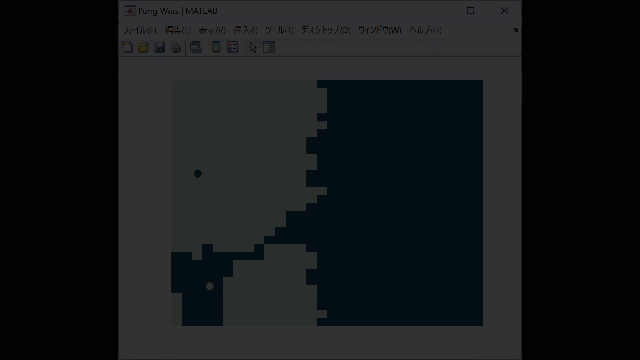 Pong Wars | MATLAB
ファイル(F) 編集(E) 表示(V) 挿入(I) ツール(T) デスクトップ(D) ウィンドウ(W) ヘルプ(H)